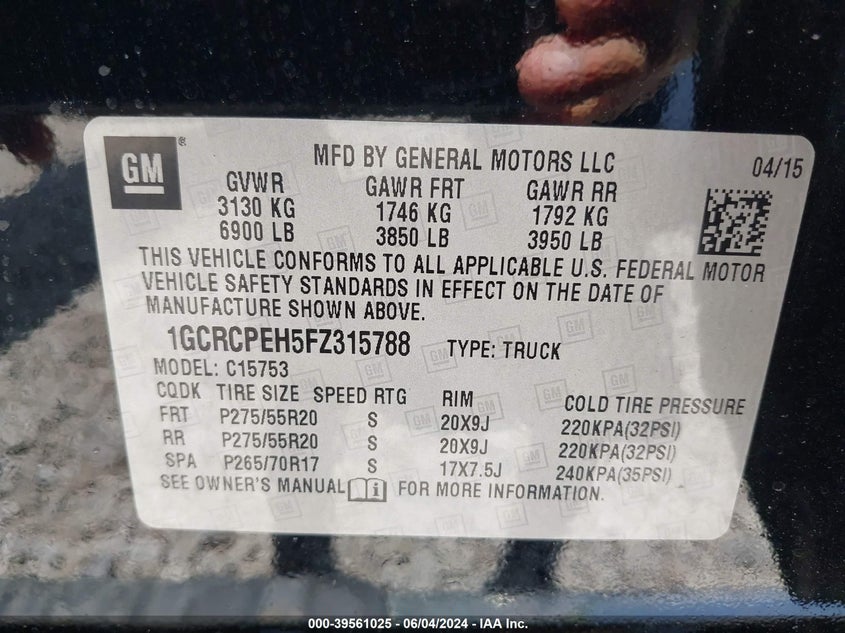 GM ®
MFD BY GENERAL MOTORS LLC
04/15
GVWR GAWR FRT GAWR RR
3130 KG 1746 KG 1792 KG
6900 LB 3850 LB 3950 LB
THIS VEHICLE CONFORMS TO ALL APPLICABLE U.S. FEDERAL MOTOR
VEHICLE SAFETY STANDARDS IN EFFECT ON THE DATE OF
MANUFACTURE SHOWN ABOVE.
1GCRCPEH5FZ315788 TYPE: TRUCK
MODEL: C15753
CQDK TIRE SIZE SPEED RTG RIM COLD TIRE PRESSURE
FRT P275/55R20 S 20X9J 220KPA(32PSI)
RR P275/55R20 S 20X9J 220KPA(32PSI)
SPA P265/70R17 S 17X7.5J 240KPA(35PSI)
SEE OWNER'S MANUAL FOR MORE INFORMATION.
000-39561025 - 06/04/2024 - IAA Inc.